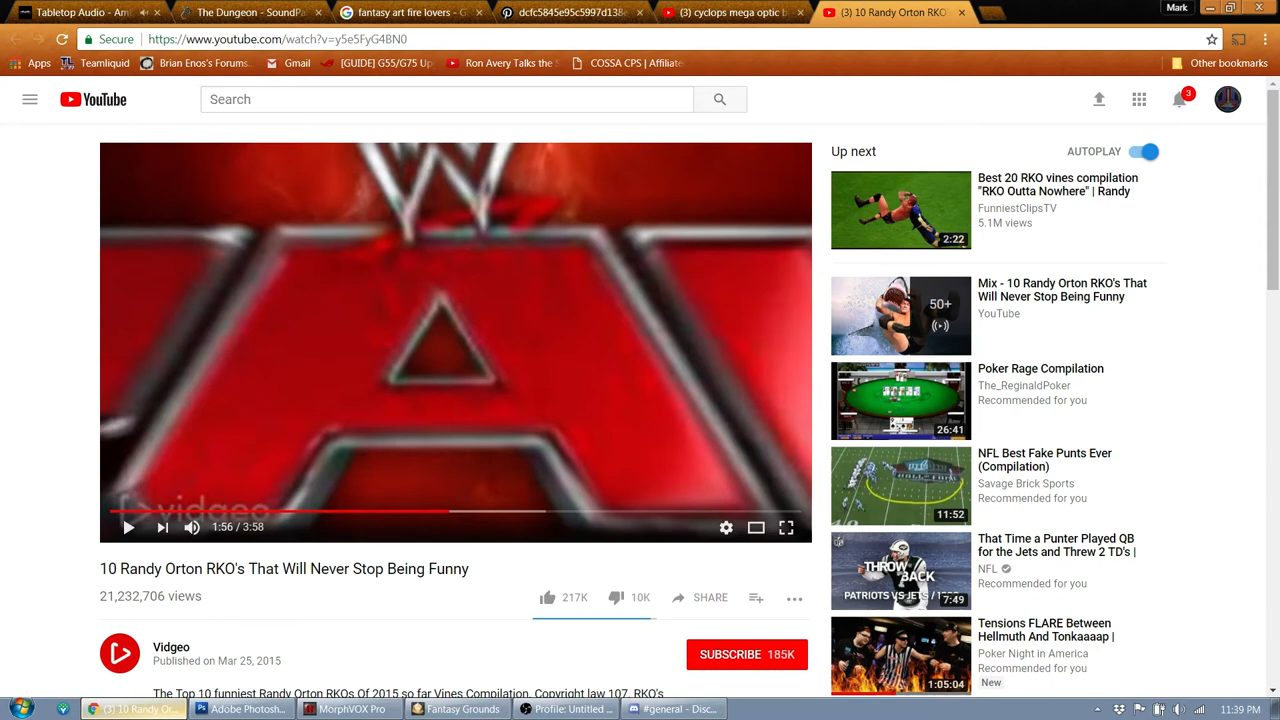 Tabletop Audio - Am
The Dungeon - SoundPa
fantasy art fire lovers - G
dcfc5845e95c5997d138
(3) cyclops mega optic b
(3) 10 Randy Orton RKO
Mark
Secure
https://www.youtube.com/watch?v=y5e5FyG4BN0
Apps
Teamliquid
Brian Enos's Forums
Gmail
[GUIDE] G55/G75 Up
Ron Avery Talks the S
COSSA CPS | Affiliate
Other bookmarks
YouTube
Search
3
Up next
AUTOPLAY
Best 20 RKO vines compilation
"RKO Outta Nowhere" | Randy
FunniestClipsTV
5.1M views
2:22
Mix - 10 Randy Orton RKO's That
Will Never Stop Being Funny
YouTube
50+
Poker Rage Compilation
The_ReginaldPoker
Recommended for you
26:41
NFL Best Fake Punts Ever
(Compilation)
Savage Brick Sports
Recommended for you
11:52
That Time a Punter Played QB
for the Jets and Threw 2 TD's |
NFL
Recommended for you
THROW
BACK
PATRIOTS VS JETS /
7:49
Tensions FLARE Between
Hellmuth And Tonkaaaap |
Poker Night in America
Recommended for you
New
1:05:04
video
1:56 / 3:58
10 Randy Orton RKO's That Will Never Stop Being Funny
21,232,706 views
217K
10K
SHARE
Vidgeo
Published on Mar 25, 2015
SUBSCRIBE 185K
The Top 10 funniest Randy Orton RKOs Of 2015 so far Vines Compilation. Copyright law 107. RKO's
(3) 10 Randy Or...
Adobe Photosh...
MorphVOX Pro
Fantasy Grounds
Profile: Untitled ...
#general - Disc...
11:39 PM